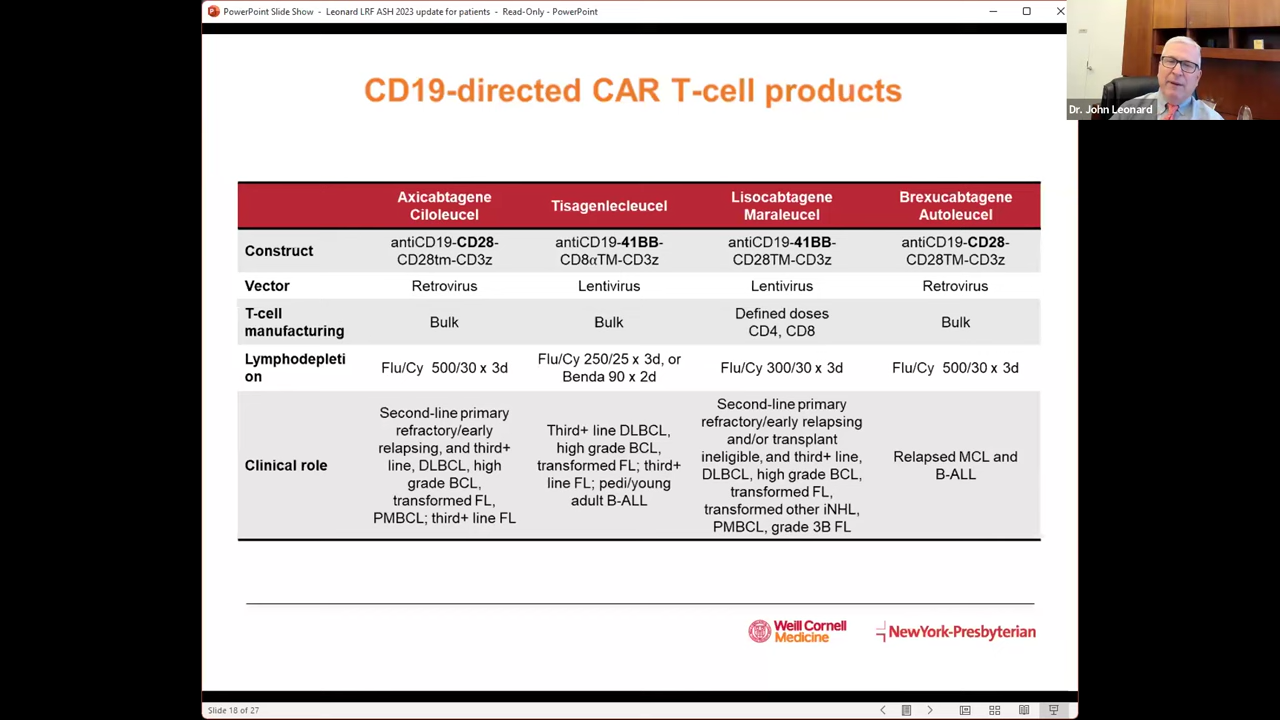 PowerPoint Slide Show - Leonard LRF ASH 2023 update for patients - Read-Only - PowerPoint
Dr. John Leonard
CD19-directed CAR T-cell products
Axicabtagene
Ciloleucel
Tisagenlecleucel
Lisocabtagene
Maraleucel
Brexucabtagene
Autoleucel
Construct
antiCD19-CD28-
CD28tm-CD3z
antiCD19-41BB-
CD8αTM-CD3z
antiCD19-41BB-
CD28TM-CD3z
antiCD19-CD28-
CD28TM-CD3z
Vector
Retrovirus
Lentivirus
Lentivirus
Retrovirus
T-cell
manufacturing
Bulk
Bulk
Defined doses
CD4, CD8
Bulk
Lymphodepleti
on
Flu/Cy 500/30 x 3d
Flu/Cy 250/25 x 3d, or
Benda 90 x 2d
Flu/Cy 300/30 x 3d
Flu/Cy 500/30 x 3d
Clinical role
Second-line primary
refractory/early
relapsing, and third+
line, DLBCL, high
grade BCL,
transformed FL,
PMBCL; third+ line FL
Third+ line DLBCL,
high grade BCL,
transformed FL; third+
line FL; pedi/young
adult B-ALL
Second-line primary
refractory/early relapsing
and/or transplant
ineligible, and third+ line,
DLBCL, high grade BCL,
transformed FL,
transformed other iNHL,
PMBCL, grade 3B FL
Relapsed MCL and
B-ALL
Weill Cornell
Medicine
NewYork-Presbyterian
Slide 18 of 27